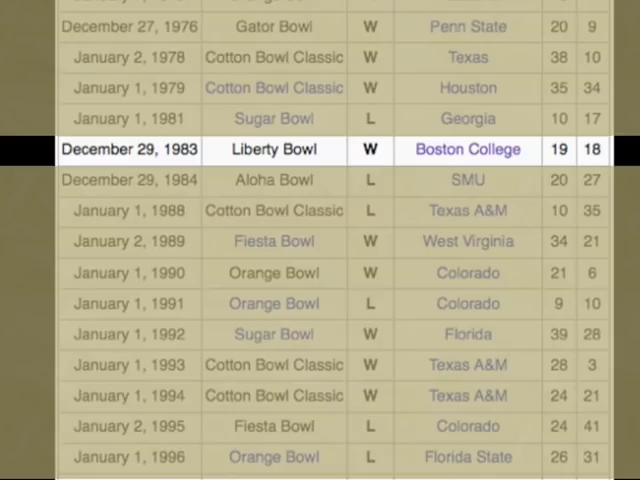 December 27, 1976 Gator Bowl W Penn State 20 9
January 2, 1978 Cotton Bowl Classic W Texas 38 10
January 1, 1979 Cotton Bowl Classic W Houston 35 34
January 1, 1981 Sugar Bowl L Georgia 10 17
December 29, 1983 Liberty Bowl W Boston College 19 18
December 29, 1984 Aloha Bowl L SMU 20 27
January 1, 1988 Cotton Bowl Classic L Texas A&M 10 35
January 2, 1989 Fiesta Bowl W West Virginia 34 21
January 1, 1990 Orange Bowl W Colorado 21 6
January 1, 1991 Orange Bowl L Colorado 9 10
January 1, 1992 Sugar Bowl W Florida 39 28
January 1, 1993 Cotton Bowl Classic W Texas A&M 28 3
January 1, 1994 Cotton Bowl Classic W Texas A&M 24 21
January 2, 1995 Fiesta Bowl L Colorado 24 41
January 1, 1996 Orange Bowl L Florida State 26 31